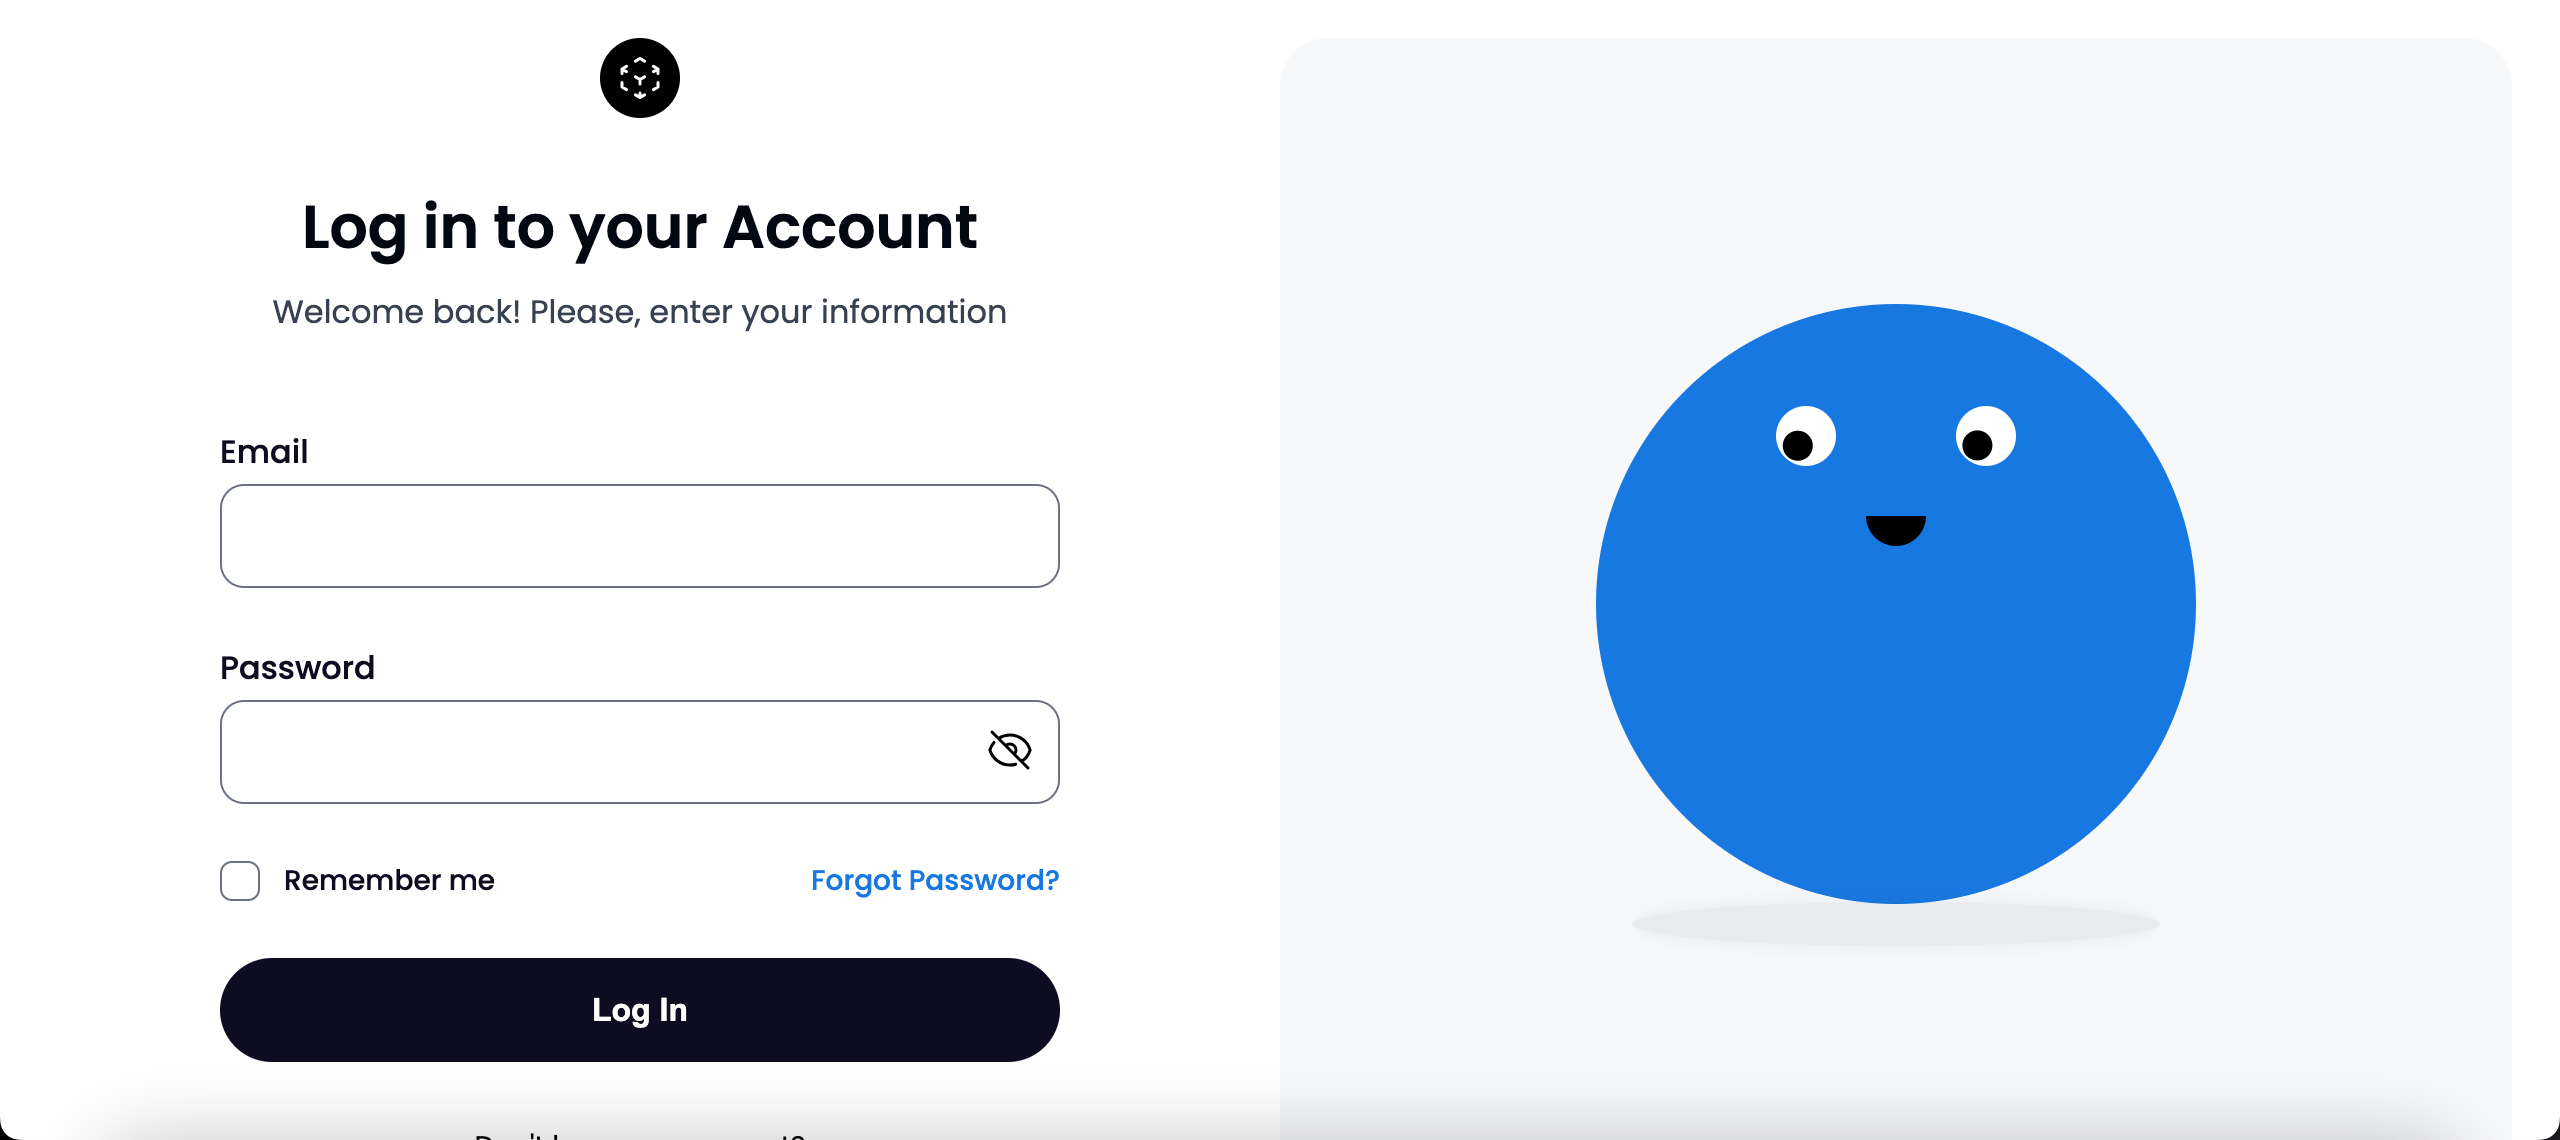 Log in to your Account
Welcome back! Please, enter your information
Email
Password
Remember me
Forgot Password?
Log In